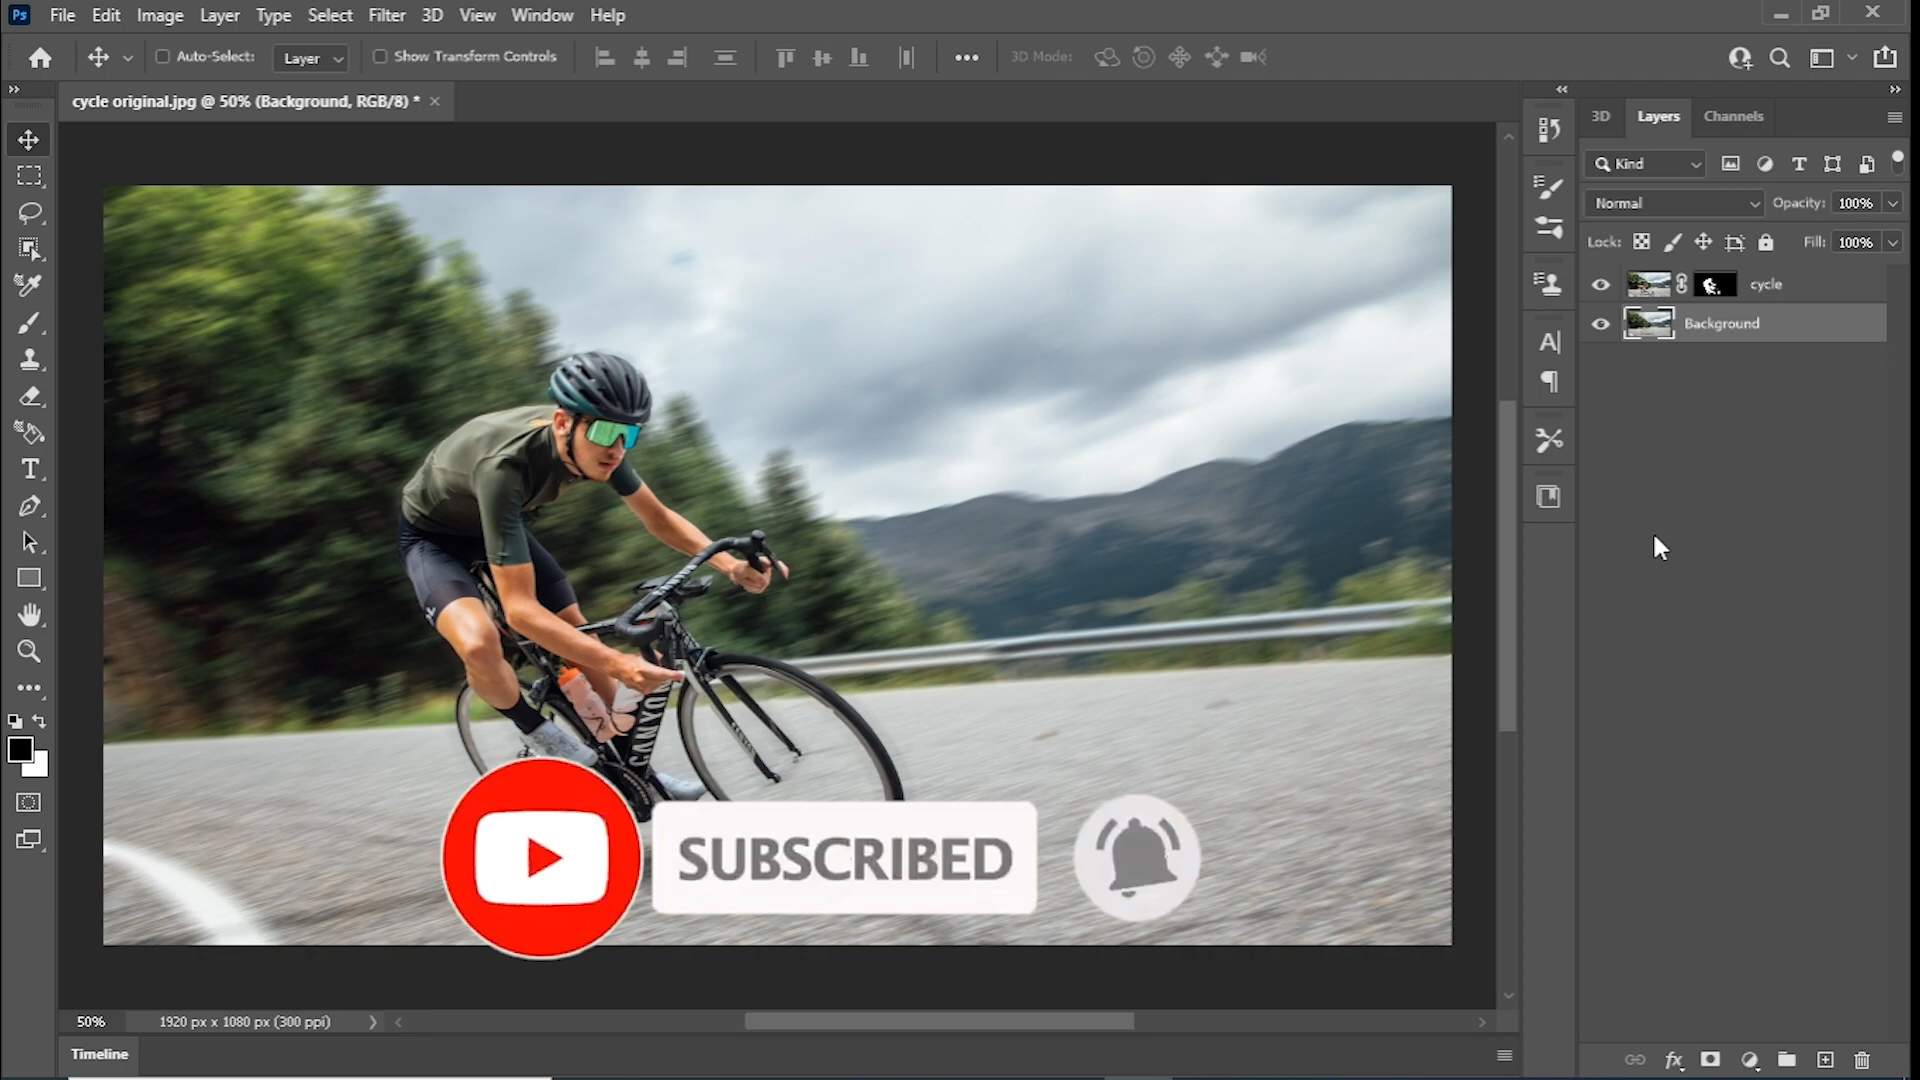 Ps File Edit Image Layer Type Select Filter 3D View Window Help
Auto-Select: Layer Show Transform Controls 3D Mode:
cycle original.jpg @ 50% (Background, RGB/8) *
3D Layers Channels
Kind
Normal Opacity: 100%
Lock: Fill: 100%
cycle
Background
CANYON
SUBSCRIBED
50% 1920 px x 1080 px (300 ppi)
Timeline
fx